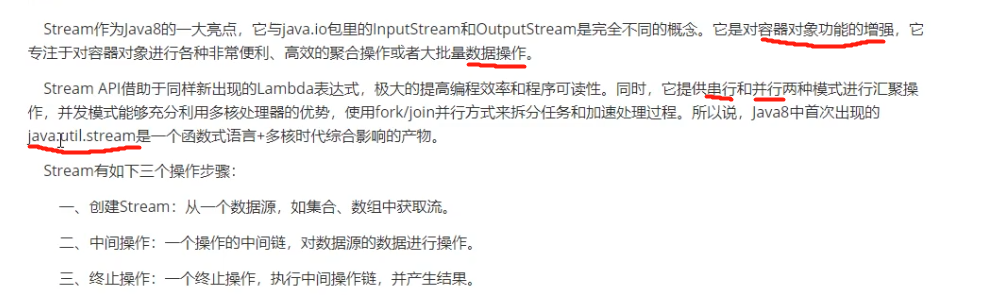 Stream作为Java8的一大亮点，它与java.io包里的InputStream和OutputStream是完全不同的概念。它是对容器对象功能的增强，它
专注于对容器对象进行各种非常便利、高效的聚合操作或者大批量数据操作。
Stream API借助于同样新出现的Lambda表达式，极大的提高编程效率和程序可读性。同时，它提供串行和并行两种模式进行汇聚操
作，并发模式能够充分利用多核处理器的优势，使用fork/join并行方式来拆分任务和加速处理过程。所以说，Java8中首次出现的
java.util.stream是一个函数式语言+多核时代综合影响的产物。
Stream有如下三个操作步骤：
一、创建Stream：从一个数据源，如集合、数组中获取流。
二、中间操作：一个操作的中间链，对数据源的数据进行操作。
三、终止操作：一个终止操作，执行中间操作链，并产生结果。